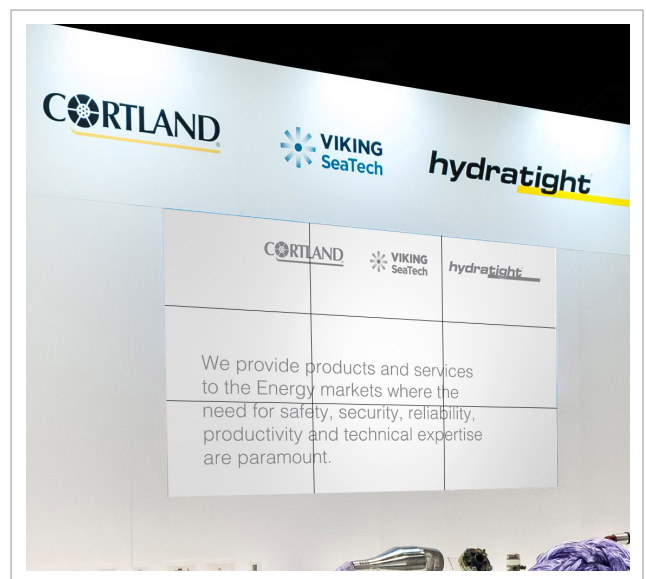 CORTLAND®
VIKING
SeaTech
hydratight
CORTLAND
VIKING
SeaTech
hydratight
We provide products and services
to the Energy markets where the
need for safety, security, reliability,
productivity and technical expertise
are paramount.